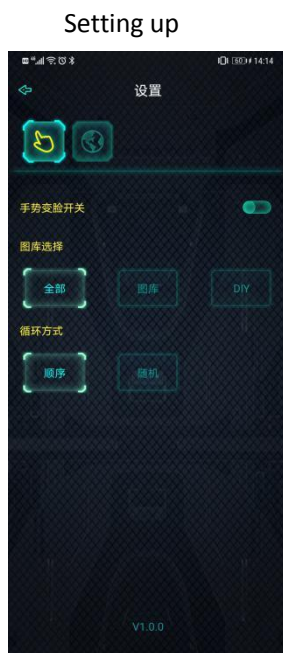 Setting up
14:14
设置
手势变脸开关
图库选择
全部 图库 DIY
循环方式
顺序 随机
V1.0.0